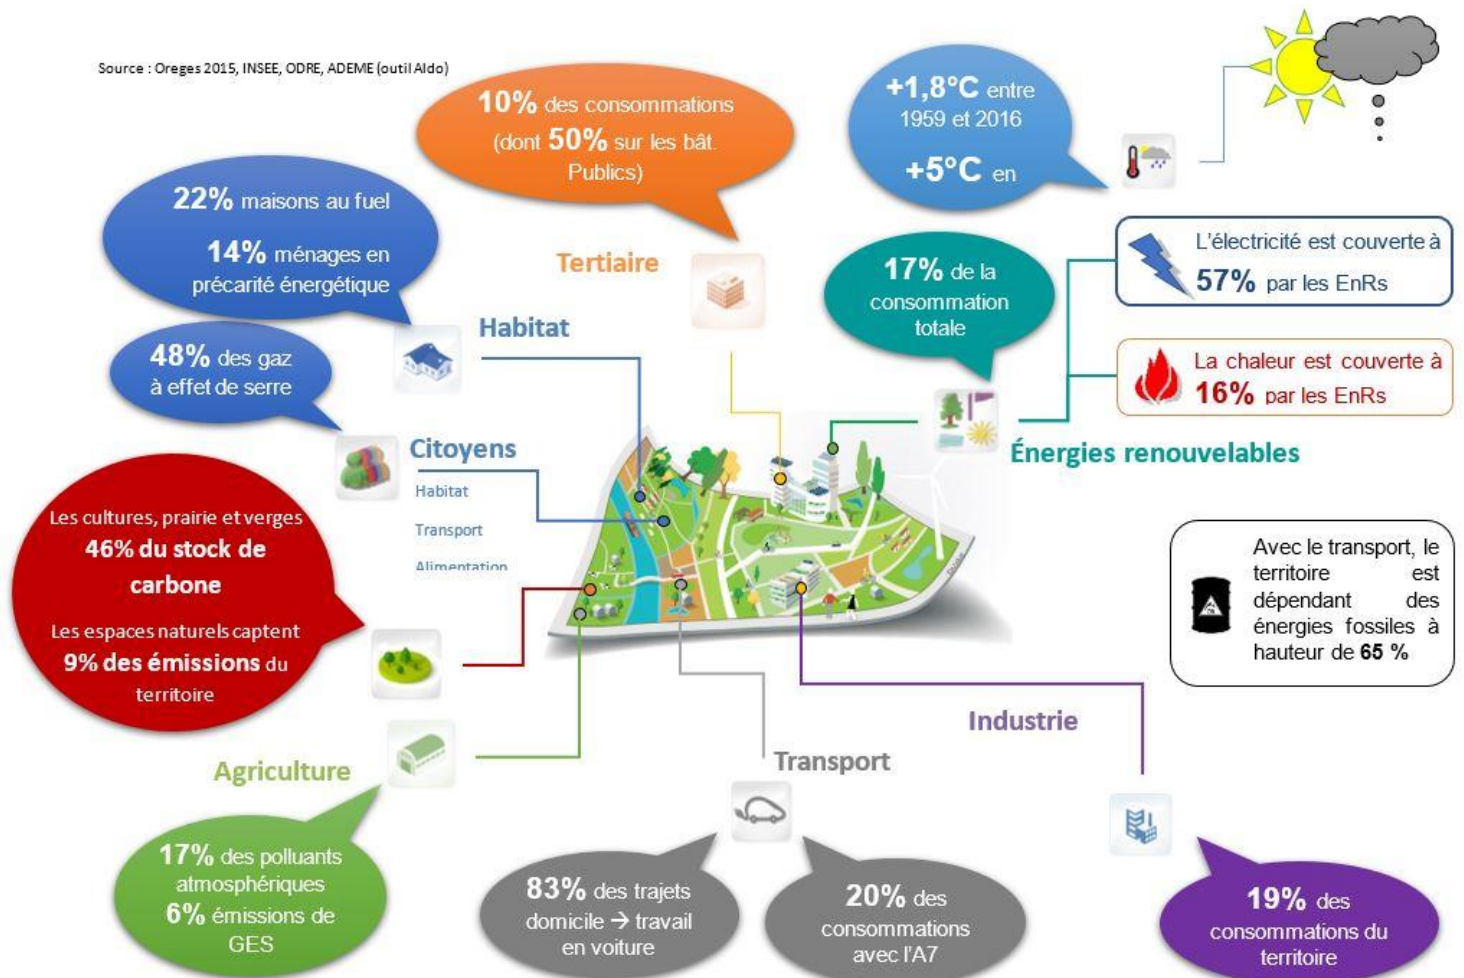 Source : Oreges 2015, INSEE, ODRE, ADEME (outil Aldo)
10% des consommations
(dont 50% sur les bât.
Publics)
+1,8°C entre
1959 et 2016
+5°C en
22% maisons au fuel
14% ménages en
précarité énergétique
Tertiaire
17% de la
consommation
totale
L'électricité est couverte à
57% par les EnRs
Habitat
48% des gaz
à effet de serre
La chaleur est couverte à
16% par les EnRs
Citoyens
Habitat
Transport
Alimentation
Énergies renouvelables
Les cultures, prairie et verges
46% du stock de
carbone
Les espaces naturels captent
9% des émissions du
territoire
Avec le transport, le
territoire est
dépendant des
énergies fossiles à
hauteur de 65 %
Industrie
Transport
Agriculture
17% des polluants
atmosphériques
6% émissions de
GES
83% des trajets
domicile → travail
en voiture
20% des
consommations
avec l'A7
19% des
consommations du
territoire